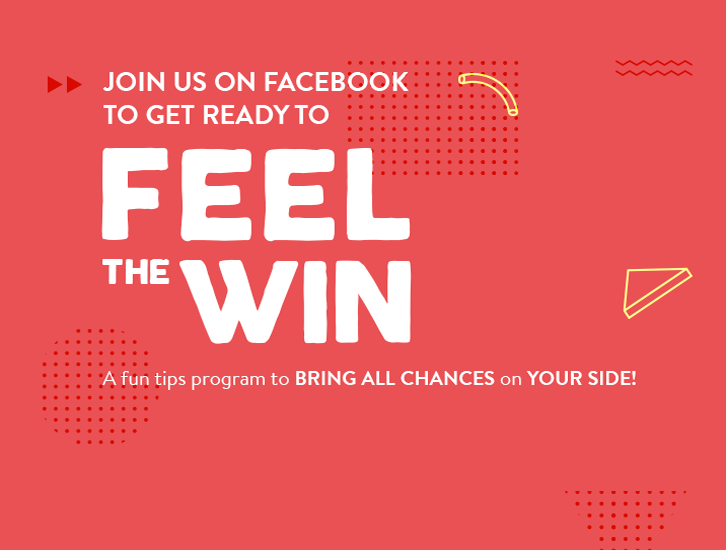 JOIN US ON FACEBOOK
TO GET READY TO
FEEL
THE WIN
A fun tips program to BRING ALL CHANCES on YOUR SIDE!